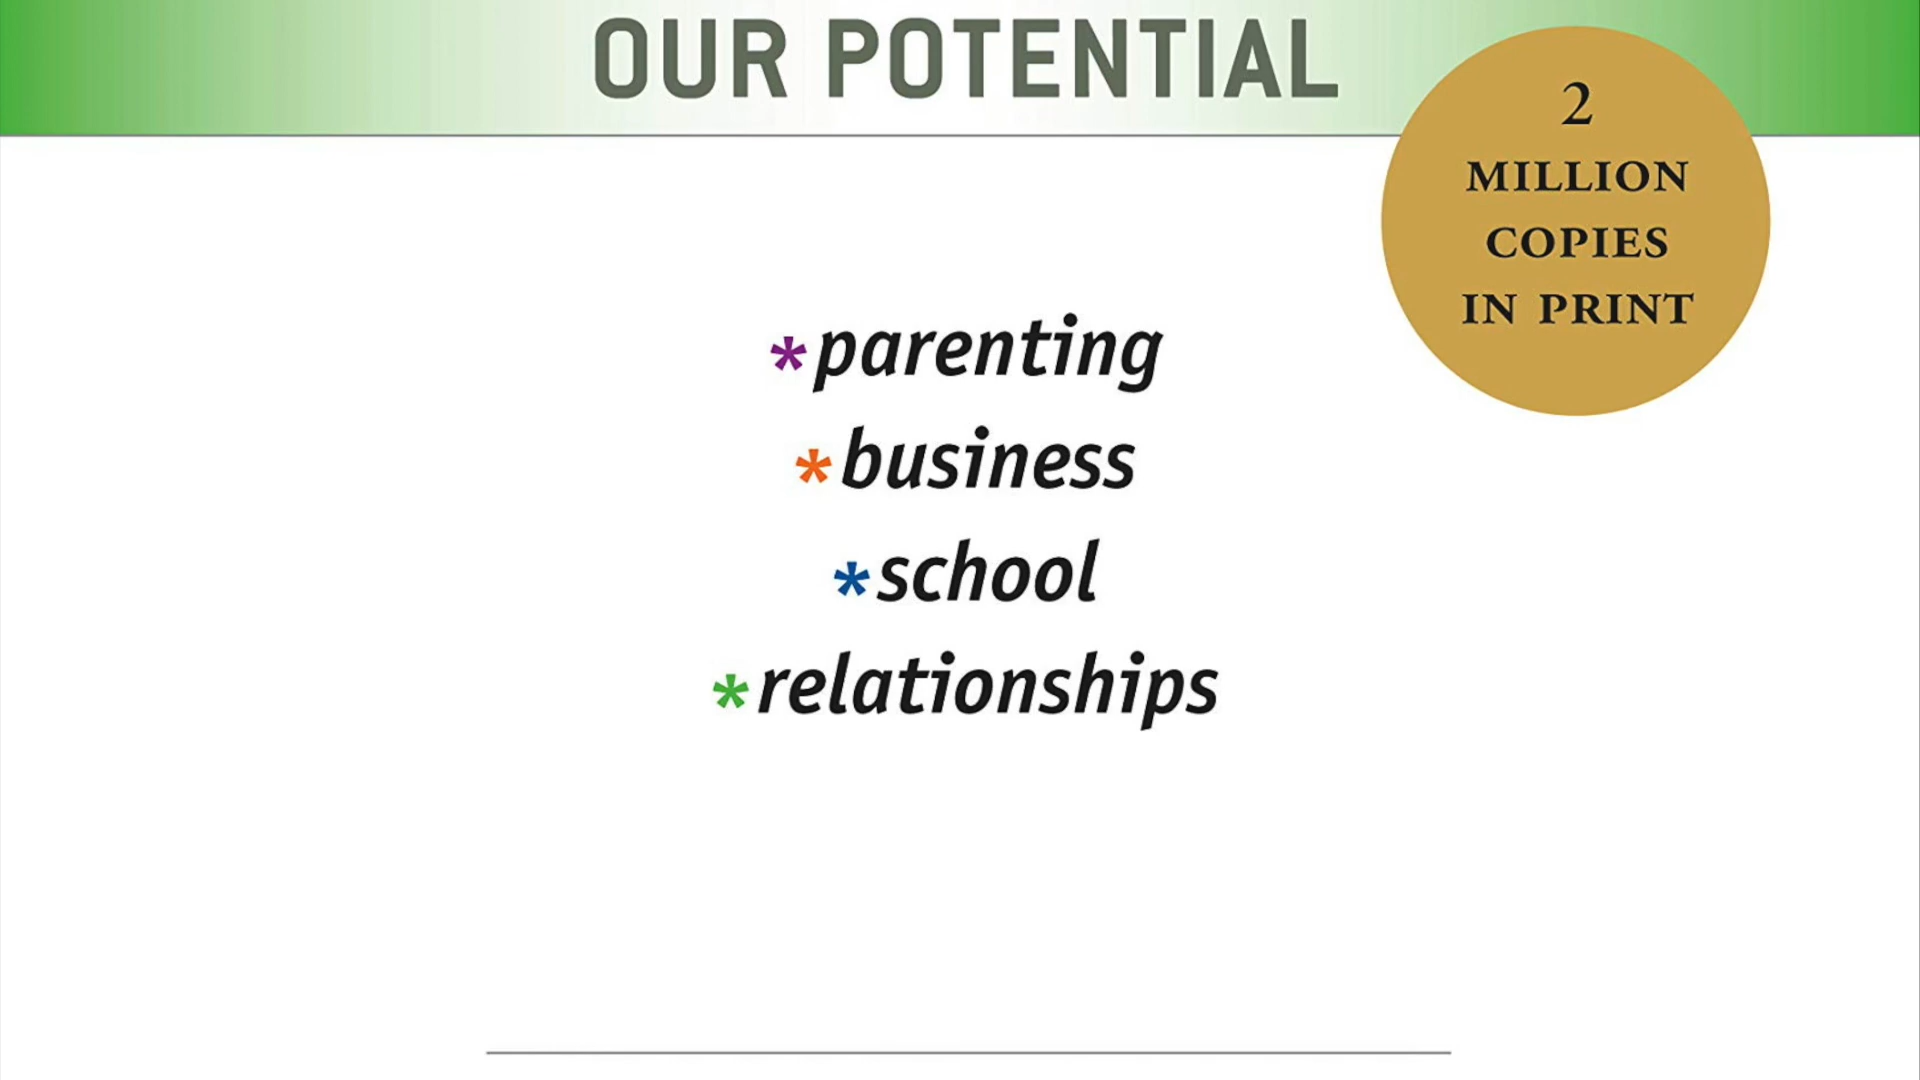 OUR POTENTIAL
2
MILLION
COPIES
IN PRINT
*parenting
*business
*school
*relationships